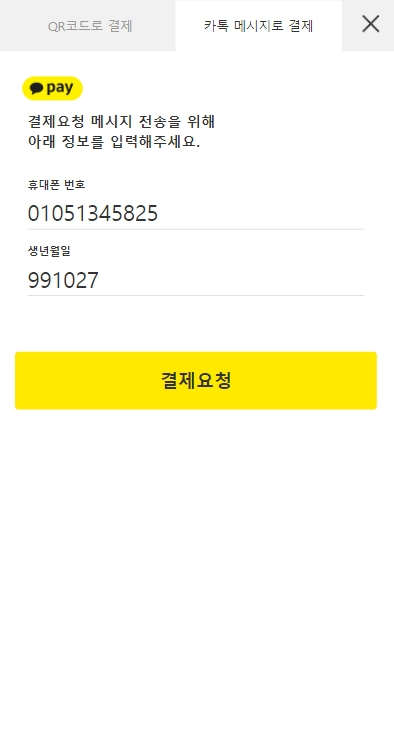 QR코드로 결제
카톡 메시지로 결제
pay
결제요청 메시지 전송을 위해
아래 정보를 입력해주세요.
휴대폰 번호
01051345825
생년월일
991027
결제요청